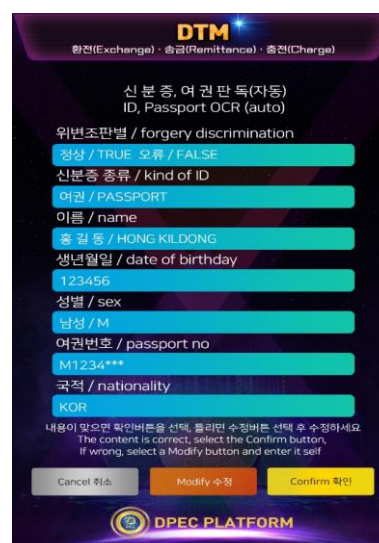 DTM
환전(Exchange) · 송금(Remittance) · 충전(Charge)
신 분 증, 여 권 판 독(자동)
ID, Passport OCR (auto)
위변조판별 / forgery discrimination
정상 / TRUE 오류 / FALSE
신분증 종류 / kind of ID
여권 / PASSPORT
이름 / name
홍 길 동 / HONG KILDONG
생년월일 / date of birthday
123456
성별 / sex
남성 / M
여권번호 / passport no
M1234***
국적 / nationality
KOR
내용이 맞으면 확인버튼을 선택, 틀리면 수정버튼 선택 후 수정하세요
The content is correct, select the Confirm button,
If wrong, select a Modify button and enter it self
Cancel 취소 Modify 수정 Confirm 확인
DPEC PLATFORM